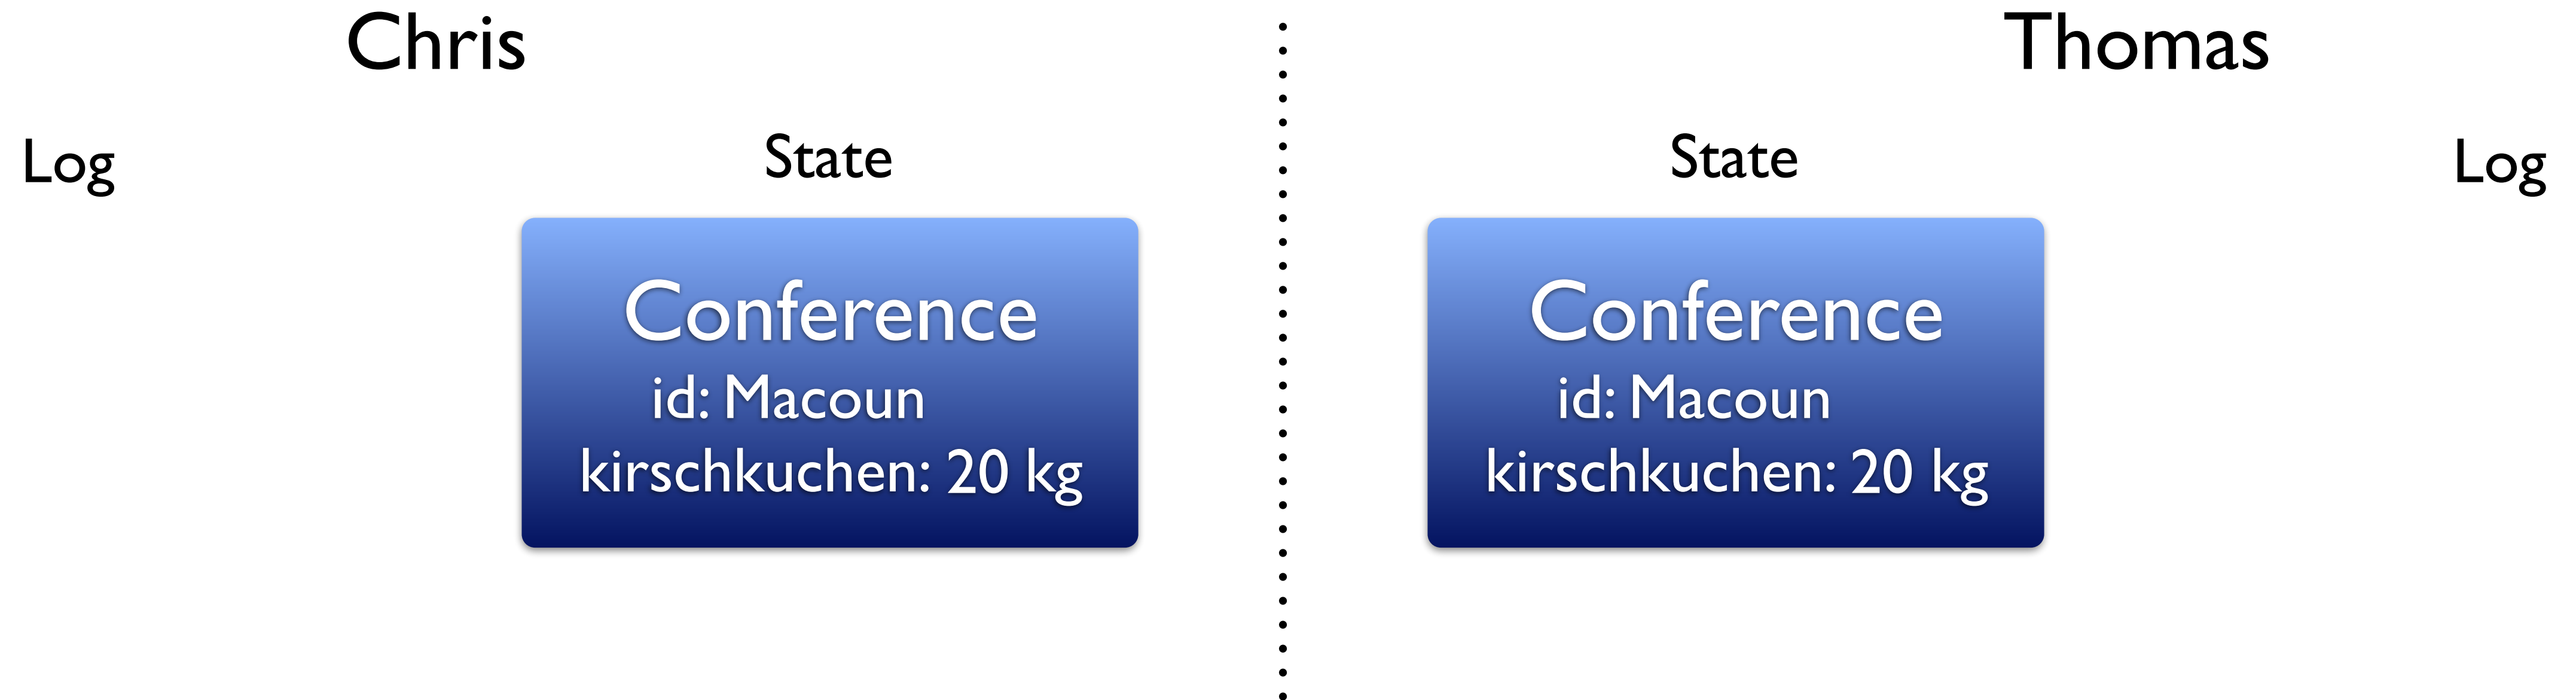 Chris
Thomas
Log
State
State
Log
Conference
id: Macoun
kirschkuchen: 20 kg
Conference
id: Macoun
kirschkuchen: 20 kg